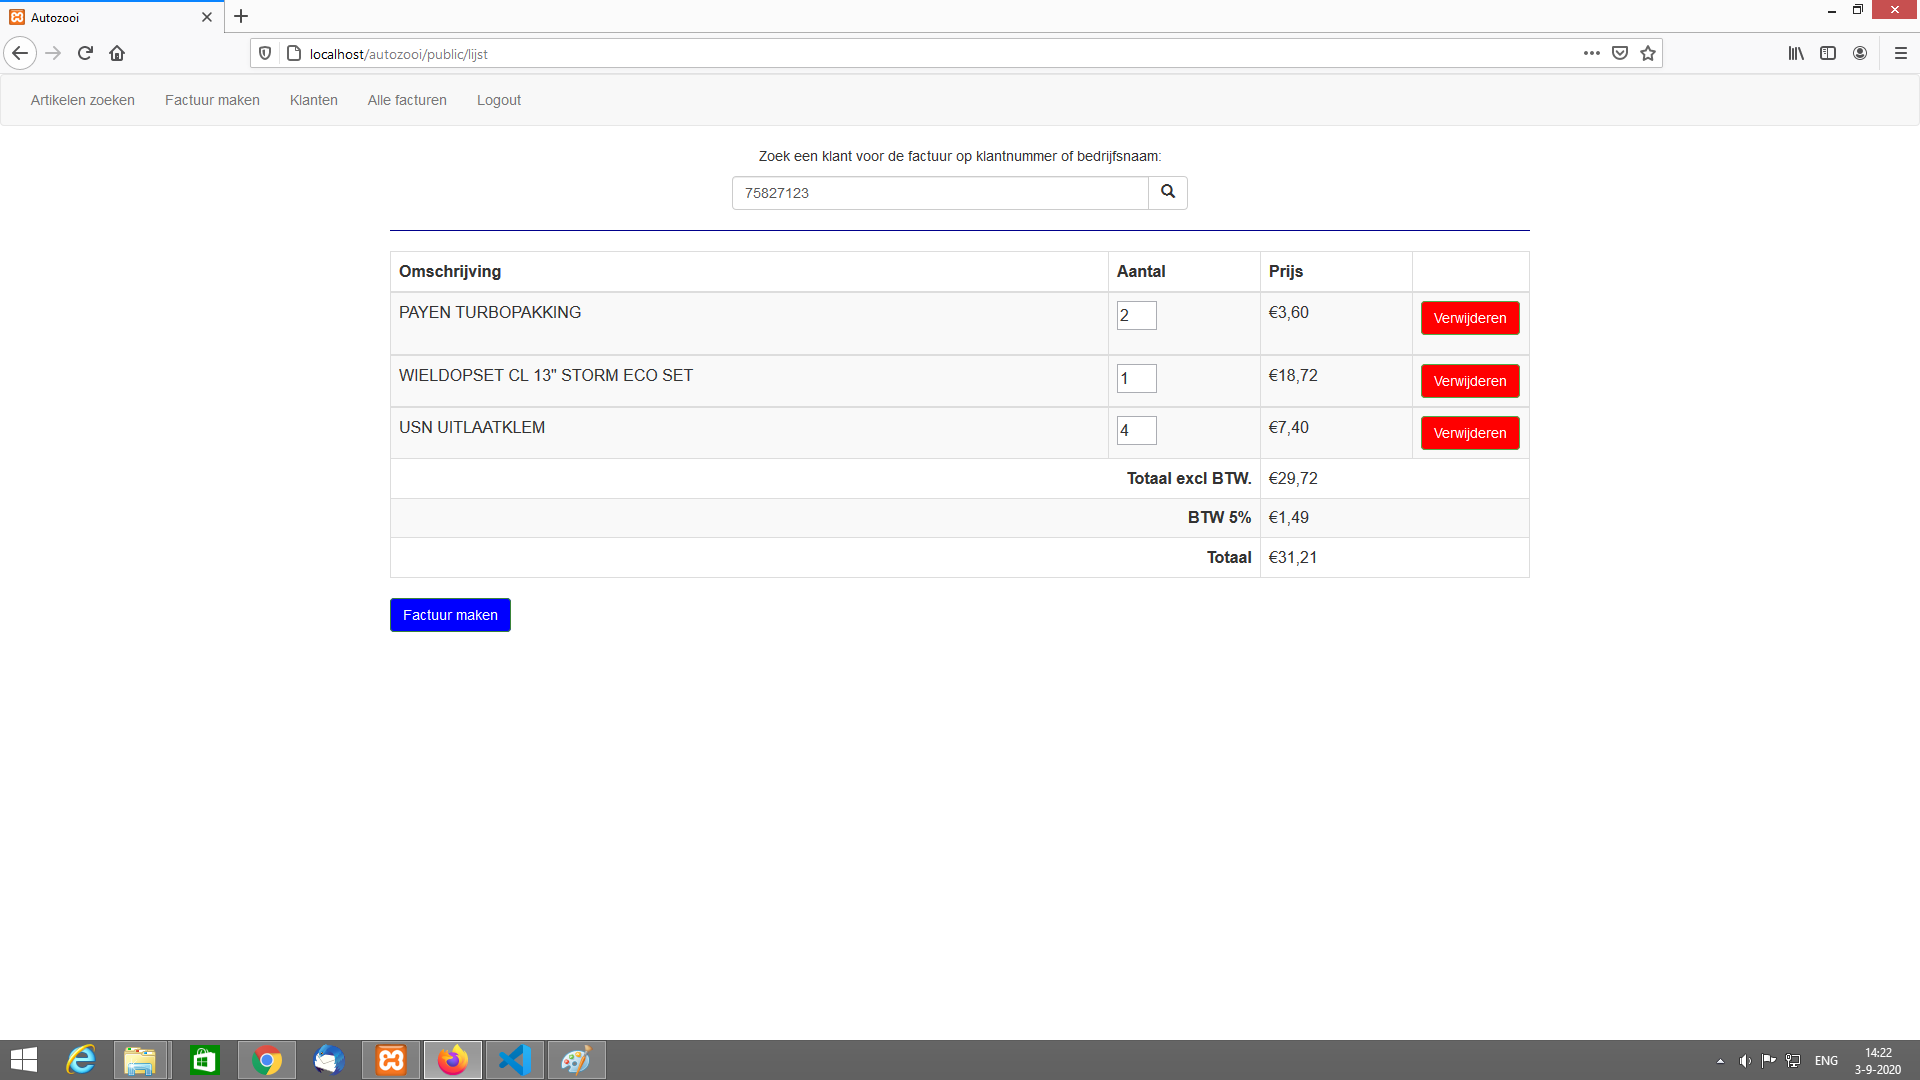 Autozooi
localhost/autozooi/public/lijst
Artikelen zoeken Factuur maken Klanten Alle facturen Logout
Zoek een klant voor de factuur op klantnummer of bedrijfsnaam:
75827123
Omschrijving Aantal Prijs
PAYEN TURBOPAKKING 2 €3,60 Verwijderen
WIELDOPSET CL 13" STORM ECO SET 1 €18,72 Verwijderen
USN UITLAATKLEM 4 €7,40 Verwijderen
Totaal excl BTW. €29,72
BTW 5% €1,49
Totaal €31,21
Factuur maken
ENG 14:22
3-9-2020